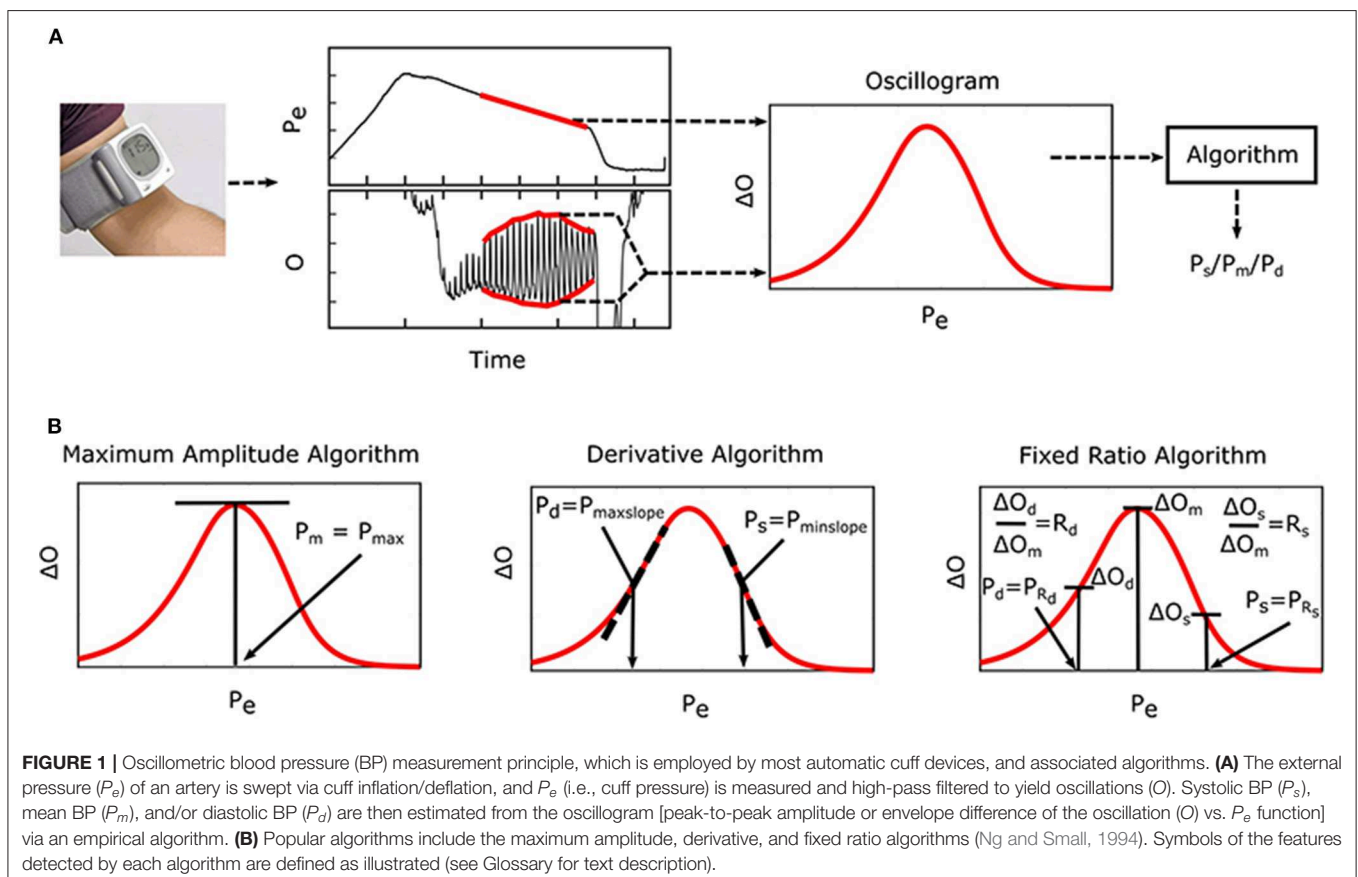 A
Pe
O
Time
Oscillogram
ΔO
Pe
Algorithm
Ps/Pm/Pd
B
Maximum Amplitude Algorithm
Pm = Pmax
ΔO
Pe
Derivative Algorithm
Pd=Pmaxslope
Ps=Pminslope
ΔO
Pe
Fixed Ratio Algorithm
ΔOd
ΔOm
=Rd
ΔOm
ΔOs
ΔOm
=Rs
Pd=PRd
ΔOd
ΔOs
Ps=PRs
ΔO
Pe
FIGURE 1 | Oscillometric blood pressure (BP) measurement principle, which is employed by most automatic cuff devices, and associated algorithms. (A) The external
pressure (Pe) of an artery is swept via cuff inflation/deflation, and Pe (i.e., cuff pressure) is measured and high-pass filtered to yield oscillations (O). Systolic BP (Ps),
mean BP (Pm), and/or diastolic BP (Pd) are then estimated from the oscillogram [peak-to-peak amplitude or envelope difference of the oscillation (O) vs. Pe function]
via an empirical algorithm. (B) Popular algorithms include the maximum amplitude, derivative, and fixed ratio algorithms (Ng and Small, 1994). Symbols of the features
detected by each algorithm are defined as illustrated (see Glossary for text description).